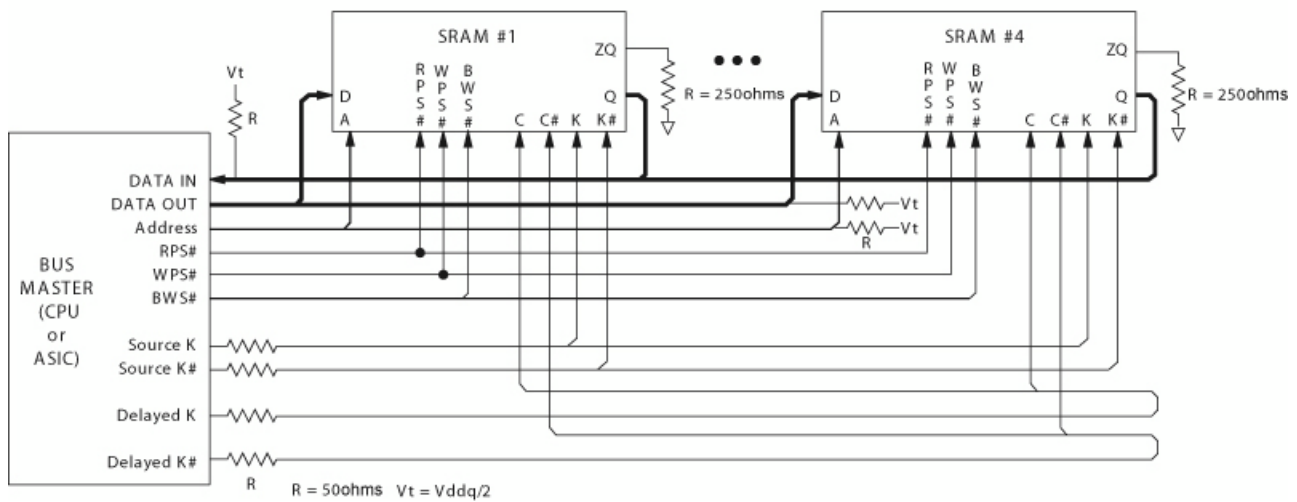 SRAM #1
ZQ
RPS#
WPS#
BWS#
D
A
C
C#
K
K#
Q
R = 250ohms
SRAM #4
ZQ
RPS#
WPS#
BWS#
D
A
C
C#
K
K#
Q
R = 250ohms
Vt
R
DATA IN
DATA OUT
Address
RPS#
WPS#
BWS#
Source K
Source K#
Delayed K
Delayed K#
BUS
MASTER
(CPU
or
ASIC)
Vt
Vt
R
R
R = 50ohms Vt = Vddq/2